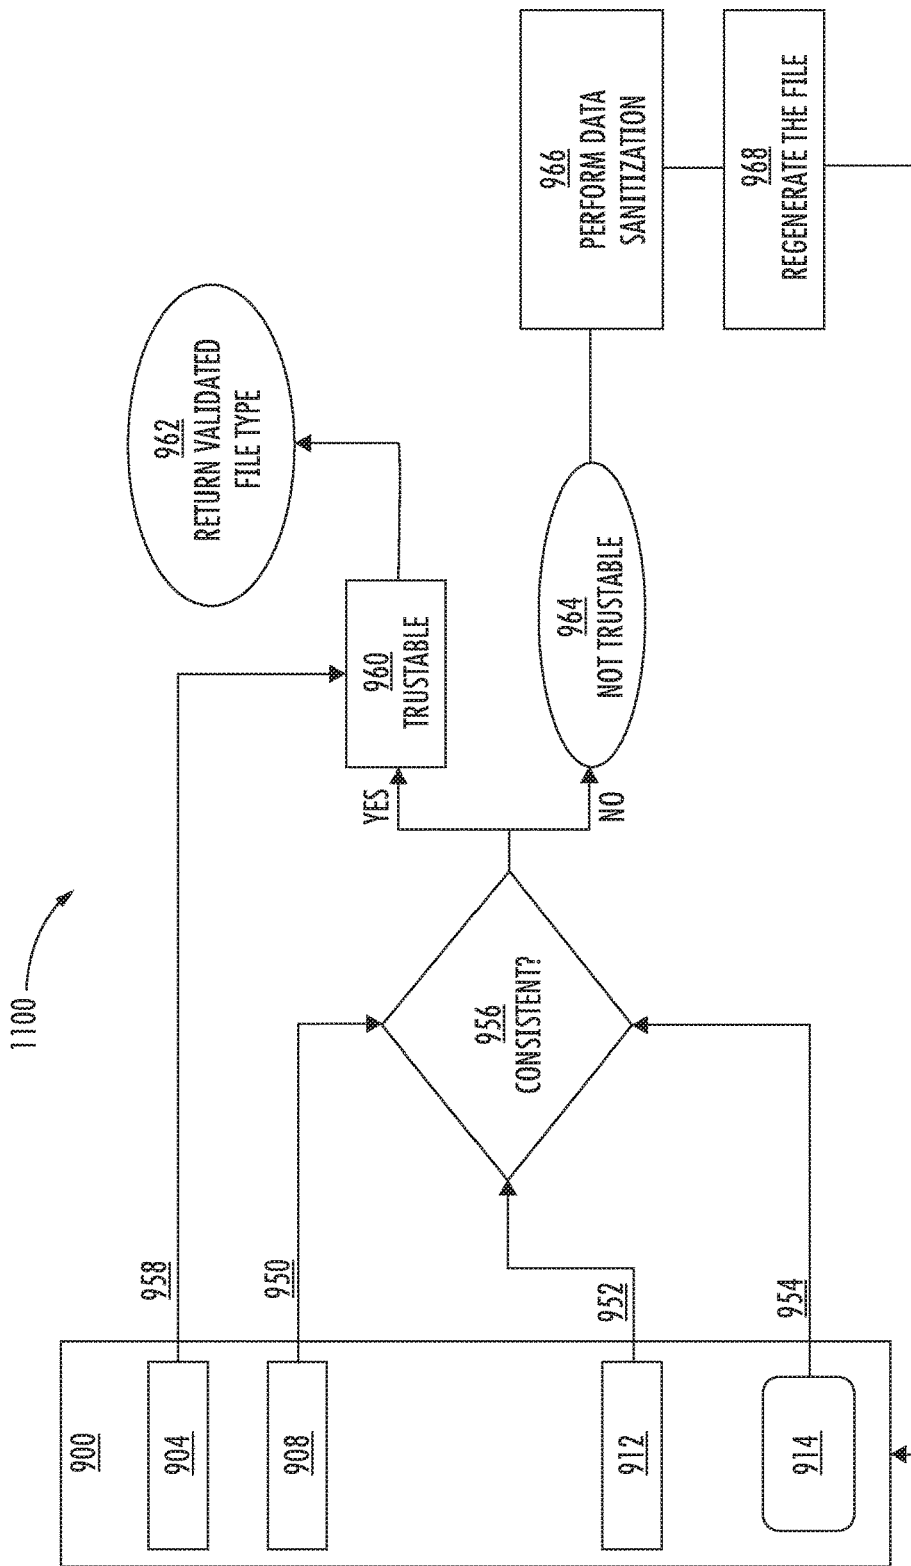 1100
900
904
908
912
914
958
950
952
954
956
CONSISTENT?
YES
NO
960
TRUSTABLE
962
RETURN VALIDATED
FILE TYPE
964
NOT TRUSTABLE
966
PERFORM DATA
SANITIZATION
968
REGENERATE THE FILE